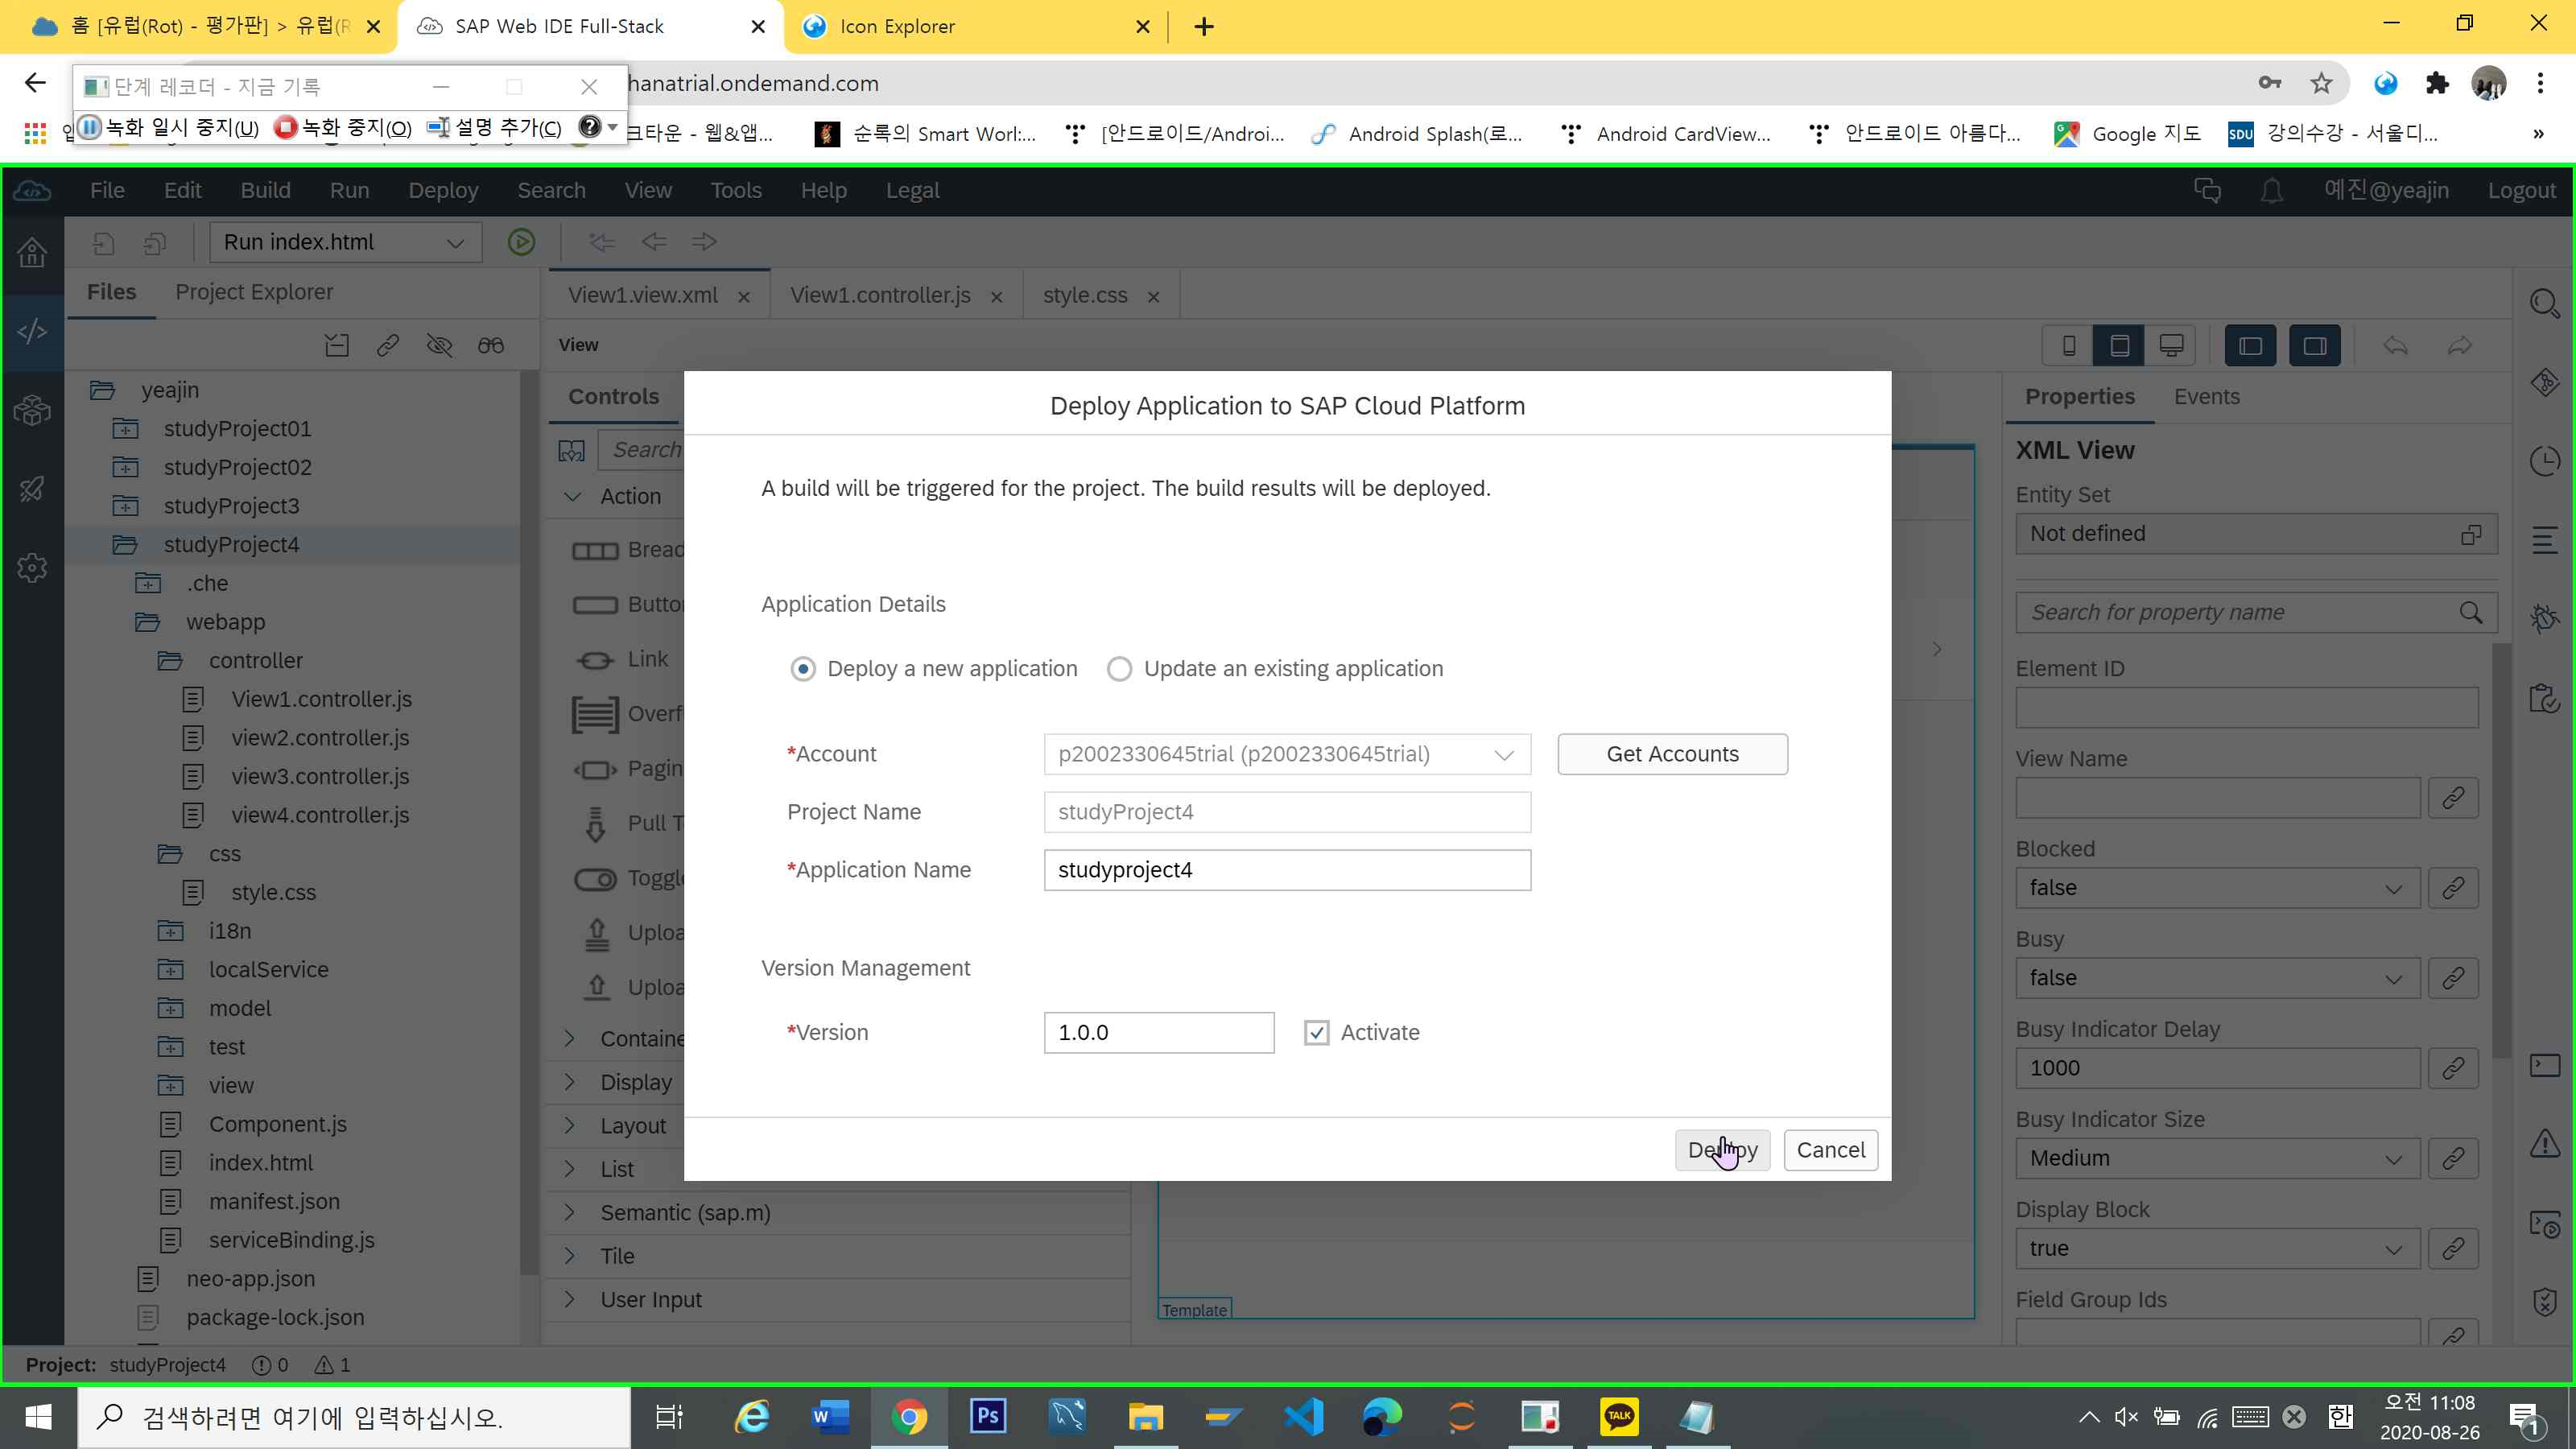 홈 [유럽(Rot) - 평가판] > 유럽(R
SAP Web IDE Full-Stack
Icon Explorer
단계 레코더 - 지금 기록
hanatrial.ondemand.com
녹화 일시 중지(U)
녹화 중지(O)
설명 추가(C)
크타운 - 웹&앱...
순록의 Smart Worl:...
[안드로이드/Androi...
Android Splash(로...
Android CardView...
안드로이드 아름다...
Google 지도
SDU
강의수강 - 서울디...
»
File Edit Build Run Deploy Search View Tools Help Legal
예진@yeajin
Logout
Run index.html
Files
Project Explorer
View1.view.xml
View1.controller.js
style.css
View
yeajin
studyProject01
studyProject02
studyProject3
studyProject4
.che
webapp
controller
View1.controller.js
view2.controller.js
view3.controller.js
view4.controller.js
css
style.css
i18n
localService
model
test
view
Component.js
index.html
manifest.json
serviceBinding.js
neo-app.json
package-lock.json
Controls
Search
Action
Bread
Butto
Link
Overf
Pagin
Pull T
Toggle
Uploa
Uploa
Containe
Display
Layout
List
Semantic (sap.m)
Tile
User Input
Deploy Application to SAP Cloud Platform
A build will be triggered for the project. The build results will be deployed.
Application Details
Deploy a new application
Update an existing application
*Account
p2002330645trial (p2002330645trial)
Get Accounts
Project Name
studyProject4
*Application Name
studyproject4
Version Management
*Version
1.0.0
Activate
Deploy
Cancel
Template
Properties
Events
XML View
Entity Set
Not defined
Search for property name
Element ID
View Name
Blocked
false
Busy
false
Busy Indicator Delay
1000
Busy Indicator Size
Medium
Display Block
true
Field Group Ids
Project: studyProject4
0
1
검색하려면 여기에 입력하십시오.
W
Ps
TALK
한
오전 11:08
2020-08-26
1